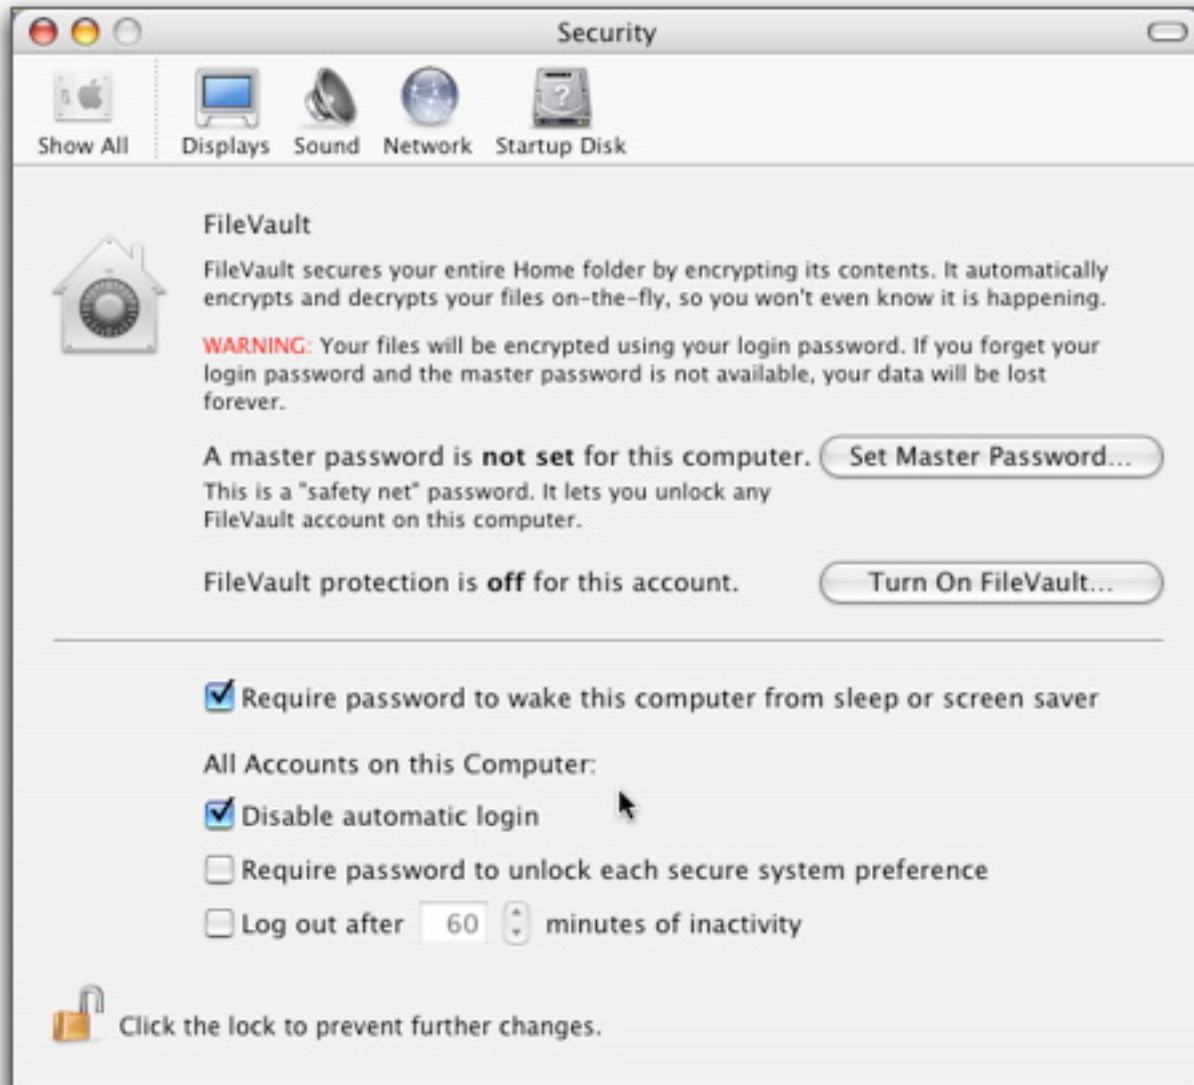 Security
Show All
Displays
Sound
Network
Startup Disk
FileVault
FileVault secures your entire Home folder by encrypting its contents. It automatically
encrypts and decrypts your files on-the-fly, so you won't even know it is happening.
WARNING: Your files will be encrypted using your login password. If you forget your
login password and the master password is not available, your data will be lost
forever.
A master password is not set for this computer.
Set Master Password...
This is a "safety net" password. It lets you unlock any
FileVault account on this computer.
FileVault protection is off for this account.
Turn On FileVault...
Require password to wake this computer from sleep or screen saver
All Accounts on this Computer:
Disable automatic login
Require password to unlock each secure system preference
Log out after 60 minutes of inactivity
Click the lock to prevent further changes.